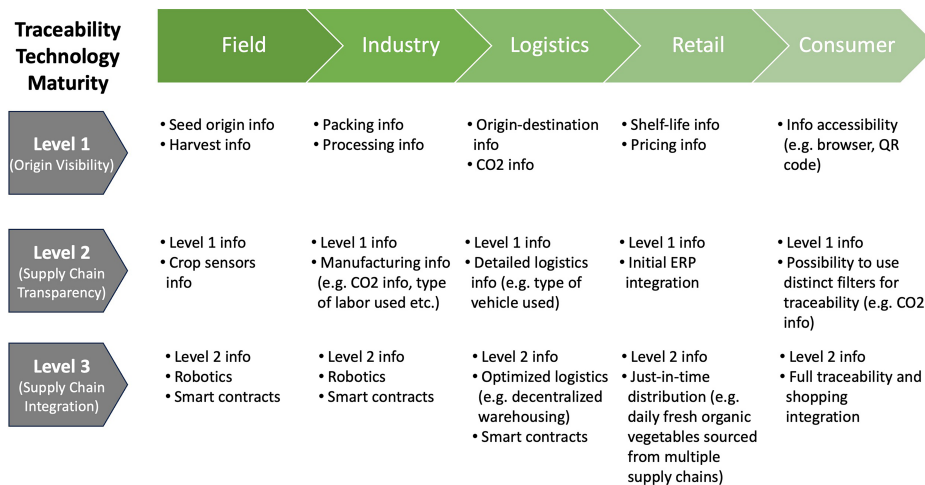 Traceability
Technology
Maturity
Field
Industry
Logistics
Retail
Consumer
Level 1
(Origin Visibility)
• Seed origin info
• Harvest info
• Packing info
• Processing info
• Origin-destination
info
• CO2 info
• Shelf-life info
• Pricing info
• Info accessibility
(e.g. browser, QR
code)
Level 2
(Supply Chain
Transparency)
• Level 1 info
• Crop sensors
info
• Level 1 info
• Manufacturing info
(e.g. CO2 info, type
of labor used etc.)
• Level 1 info
• Detailed logistics
info (e.g. type of
vehicle used)
• Level 1 info
• Initial ERP
integration
• Level 1 info
• Possibility to use
distinct filters for
traceability (e.g. CO2
info)
Level 3
(Supply Chain
Integration)
• Level 2 info
• Robotics
• Smart contracts
• Level 2 info
• Robotics
• Smart contracts
• Level 2 info
• Optimized logistics
(e.g. decentralized
warehousing)
• Smart contracts
• Level 2 info
• Just-in-time
distribution (e.g.
daily fresh organic
vegetables sourced
from multiple
supply chains)
• Level 2 info
• Full traceability and
shopping
integration